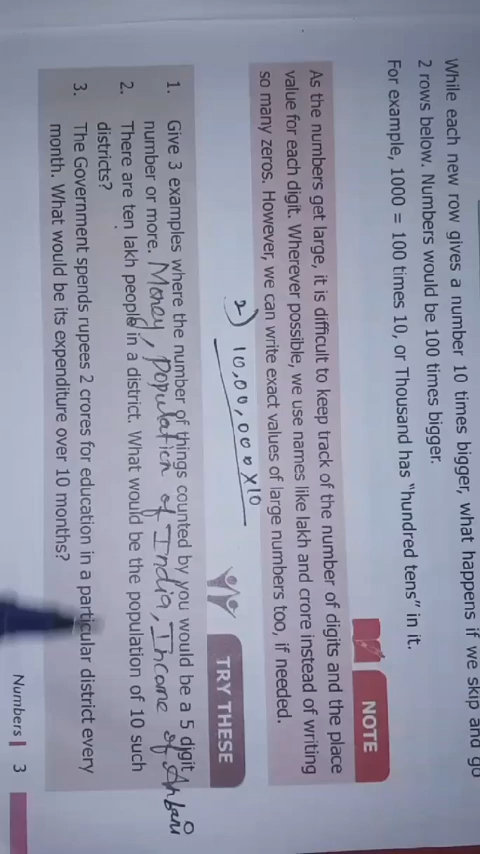 While each new row gives a number 10 times bigger, what happens if we skip and go
2 rows below. Numbers would be 100 times bigger.
For example, 1000 = 100 times 10, or Thousand has "hundred tens" in it.
NOTE
As the numbers get large, it is difficult to keep track of the number of digits and the place
value for each digit. Wherever possible, we use names like lakh and crore instead of writing
so many zeros. However, we can write exact values of large numbers too, if needed.
2) 10,00,000 x 10
TRY THESE
1. Give 3 examples where the number of things counted by you would be a 5 digit
number or more. Money, Population of India, Income of Ambani
2. There are ten lakh people in a district. What would be the population of 10 such
districts?
3. The Government spends rupees 2 crores for education in a particular district every
month. What would be its expenditure over 10 months?
Numbers | 3